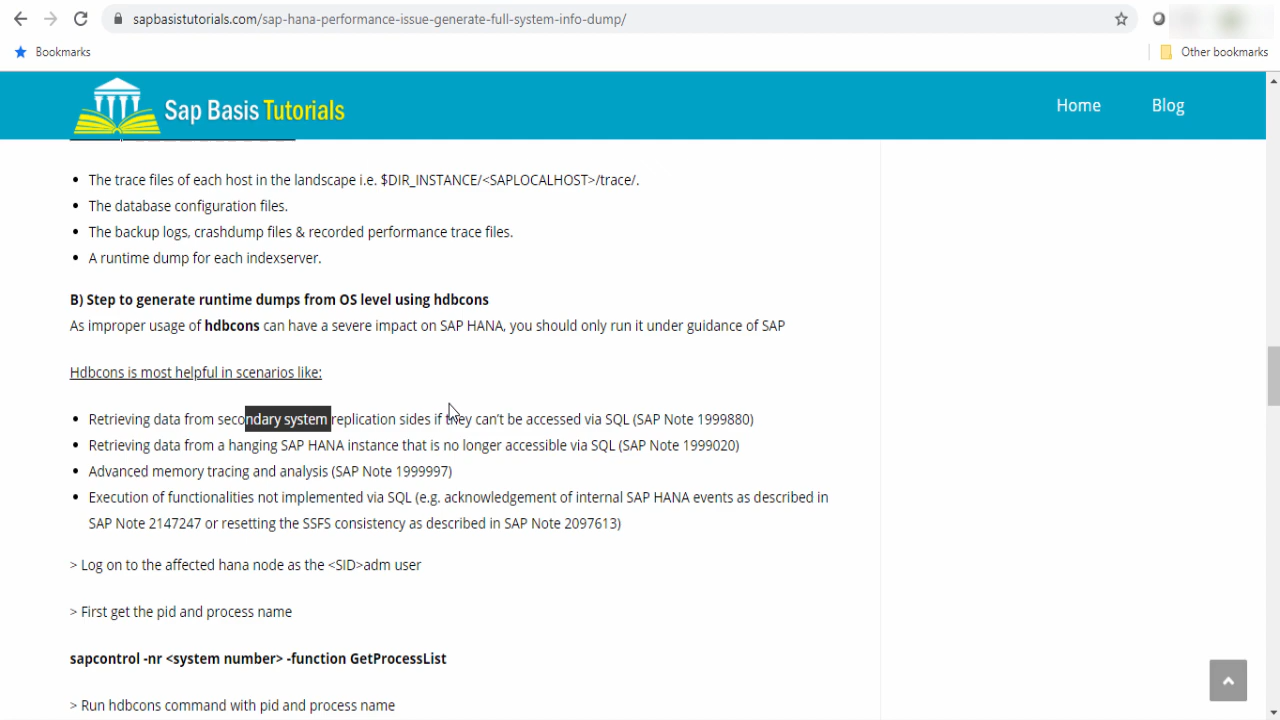 sapbasistutorials.com/sap-hana-performance-issue-generate-full-system-info-dump/
Bookmarks
Other bookmarks
Sap Basis Tutorials
Home
Blog
• The trace files of each host in the landscape i.e. $DIR_INSTANCE/<SAPLOCALHOST>/trace/.
• The database configuration files.
• The backup logs, crashdump files & recorded performance trace files.
• A runtime dump for each indexserver.
B) Step to generate runtime dumps from OS level using hdbcons
As improper usage of hdbcons can have a severe impact on SAP HANA, you should only run it under guidance of SAP
Hdbcons is most helpful in scenarios like:
• Retrieving data from secondary system replication sides if they can't be accessed via SQL (SAP Note 1999880)
• Retrieving data from a hanging SAP HANA instance that is no longer accessible via SQL (SAP Note 1999020)
• Advanced memory tracing and analysis (SAP Note 1999997)
• Execution of functionalities not implemented via SQL (e.g. acknowledgement of internal SAP HANA events as described in
SAP Note 2147247 or resetting the SSFS consistency as described in SAP Note 2097613)
> Log on to the affected hana node as the <SID>adm user
> First get the pid and process name
sapcontrol -nr <system number> -function GetProcessList
> Run hdbcons command with pid and process name